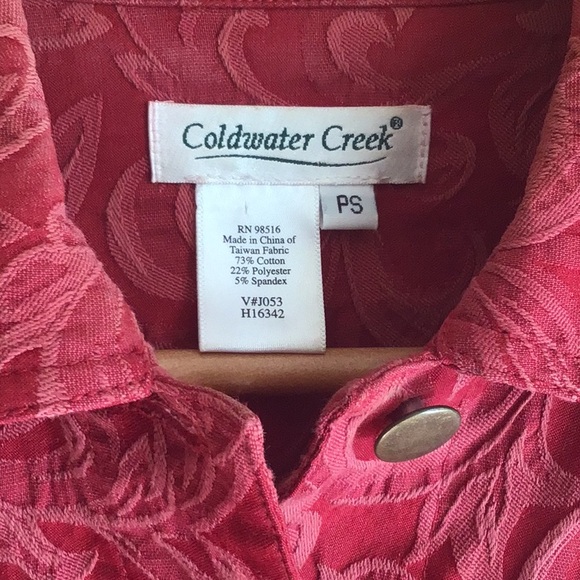 Coldwater Creek®
PS
RN 98516
Made in China of
Taiwan Fabric
73% Cotton
22% Polyester
5% Spandex
V#J053
H16342